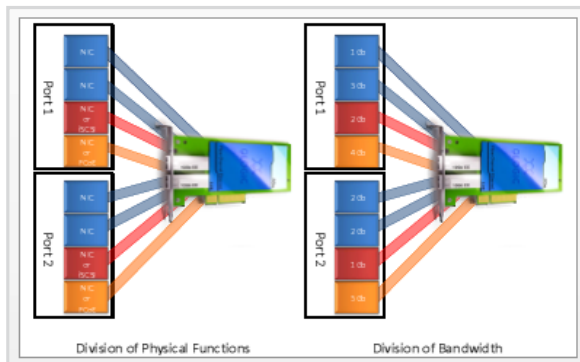 Port 1
NIC
NIC
NIC
or
iSCSI
NIC
or
FCoE
Port 2
NIC
NIC
NIC
or
iSCSI
NIC
or
FCoE
Division of Physical Functions
Port 1
1 Gb
3 Gb
2 Gb
4 Gb
Port 2
2 Gb
2 Gb
1 Gb
5 Gb
Division of Bandwidth